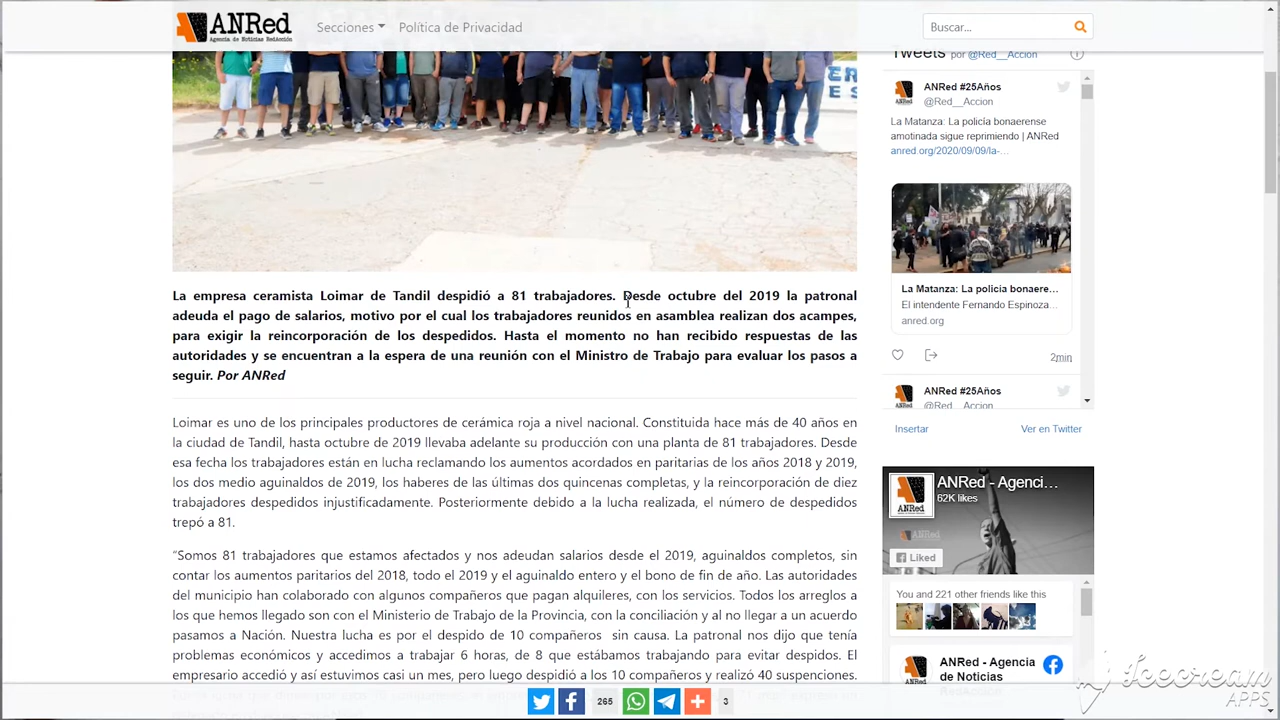 ANRed
Agencia de Noticias RedAcción
Secciones
Política de Privacidad
Buscar...
Tweets por @Red__Accion
ANRed #25Años
@Red__Accion
La Matanza: La policía bonaerense
amotinada sigue reprimiendo | ANRed
anred.org/2020/09/09/la-…
La Matanza: La policía bonaere...
El intendente Fernando Espinoza...
anred.org
2min
ANRed #25Años
@Red__Accion
Insertar
Ver en Twitter
La empresa ceramista Loimar de Tandil despidió a 81 trabajadores. Desde octubre del 2019 la patronal
adeuda el pago de salarios, motivo por el cual los trabajadores reunidos en asamblea realizan dos acampes,
para exigir la reincorporación de los despedidos. Hasta el momento no han recibido respuestas de las
autoridades y se encuentran a la espera de una reunión con el Ministro de Trabajo para evaluar los pasos a
seguir. Por ANRed
Loimar es uno de los principales productores de cerámica roja a nivel nacional. Constituida hace más de 40 años en
la ciudad de Tandil, hasta octubre de 2019 llevaba adelante su producción con una planta de 81 trabajadores. Desde
esa fecha los trabajadores están en lucha reclamando los aumentos acordados en paritarias de los años 2018 y 2019,
los dos medio aguinaldos de 2019, los haberes de las últimas dos quincenas completas, y la reincorporación de diez
trabajadores despedidos injustificadamente. Posteriormente debido a la lucha realizada, el número de despedidos
trepó a 81.
“Somos 81 trabajadores que estamos afectados y nos adeudan salarios desde el 2019, aguinaldos completos, sin
contar los aumentos paritarios del 2018, todo el 2019 y el aguinaldo entero y el bono de fin de año. Las autoridades
del municipio han colaborado con algunos compañeros que pagan alquileres, con los servicios. Todos los arreglos a
los que hemos llegado son con el Ministerio de Trabajo de la Provincia, con la conciliación y al no llegar a un acuerdo
pasamos a Nación. Nuestra lucha es por el despido de 10 compañeros sin causa. La patronal nos dijo que tenía
problemas económicos y accedimos a trabajar 6 horas, de 8 que estábamos trabajando para evitar despidos. El
empresario accedió y así estuvimos casi un mes, pero luego despidió a los 10 compañeros y realizó 40 suspenciones.
ANRed - Agenci...
62K likes
ANRed
Liked
You and 221 other friends like this
ANRed - Agencia
de Noticias
RedAcción
265
3
Icecream
APPS